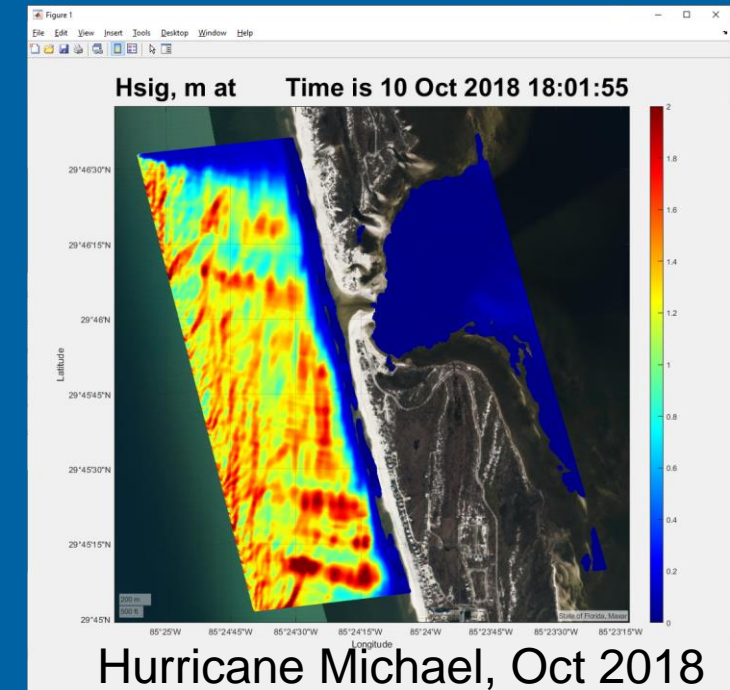 Figure 1
File Edit View Insert Tools Desktop Window Help
Hsig, m at Time is 10 Oct 2018 18:01:55
29°46'30"N
29°46'15"N
29°46'N
29°45'45"N
29°45'30"N
29°45'15"N
29°45'N
Latitude
200 m
500 ft
State of Florida, Maxar
85°25'W 85°24'45"W 85°24'30"W 85°24'15"W 85°24'W 85°23'45"W 85°23'30"W 85°23'15"W
Longitude
2
1.8
1.6
1.4
1.2
1
0.8
0.6
0.4
0.2
0
Hurricane Michael, Oct 2018